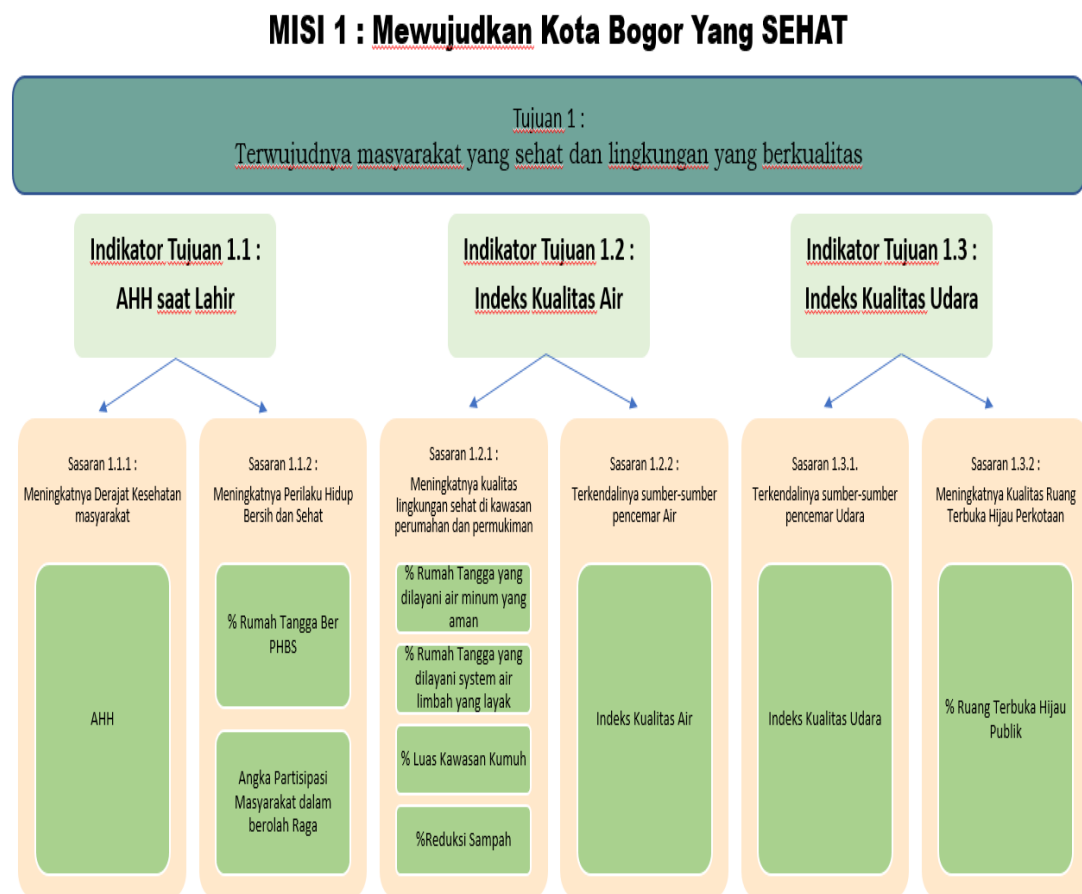 MISI 1 : Mewujudkan Kota Bogor Yang SEHAT
Tujuan 1 :
Terwujudnya masyarakat yang sehat dan lingkungan yang berkualitas
Indikator Tujuan 1.1 :
AHH saat Lahir
Indikator Tujuan 1.2 :
Indeks Kualitas Air
Indikator Tujuan 1.3 :
Indeks Kualitas Udara
Sasaran 1.1.1 :
Meningkatnya Derajat Kesehatan
masyarakat
AHH
Sasaran 1.1.2 :
Meningkatnya Perilaku Hidup
Bersih dan Sehat
% Rumah Tangga Ber
PHBS
Angka Partisipasi
Masyarakat dalam
berolah Raga
Sasaran 1.2.1 :
Meningkatnya kualitas
lingkungan sehat di kawasan
perumahan dan permukiman
% Rumah Tangga yang
dilayani air minum yang
aman
% Rumah Tangga yang
dilayani system air
limbah yang layak
% Luas Kawasan Kumuh
%Reduksi Sampah
Sasaran 1.2.2 :
Terkendalinya sumber-sumber
pencemar Air
Indeks Kualitas Air
Sasaran 1.3.1.
Terkendalinya sumber-sumber
pencemar Udara
Indeks Kualitas Udara
Sasaran 1.3.2 :
Meningkatnya Kualitas Ruang
Terbuka Hijau Perkotaan
% Ruang Terbuka Hijau
Publik